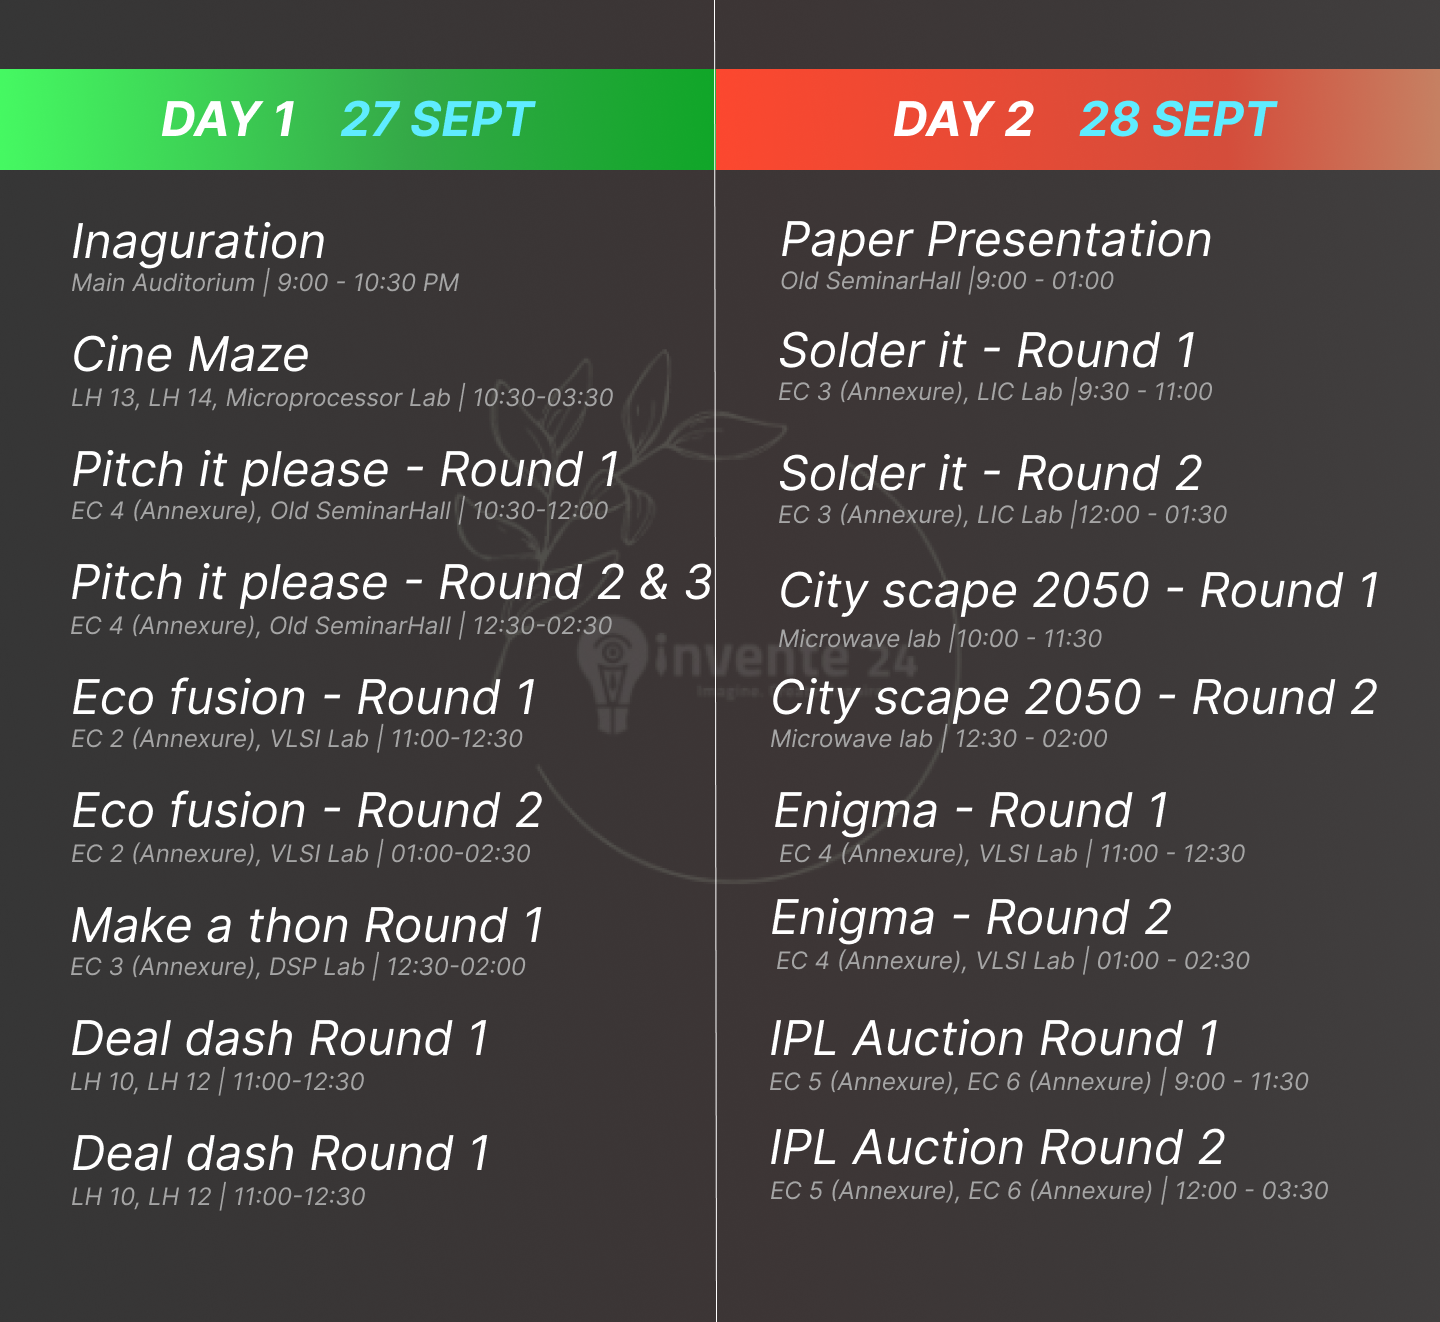 DAY 1 27 SEPT
Inaguration
Main Auditorium | 9:00 - 10:30 PM
Cine Maze
LH 13, LH 14, Microprocessor Lab | 10:30-03:30
Pitch it please - Round 1
EC 4 (Annexure), Old SeminarHall | 10:30-12:00
Pitch it please - Round 2 & 3
EC 4 (Annexure), Old SeminarHall | 12:30-02:30
Eco fusion - Round 1
EC 2 (Annexure), VLSI Lab | 11:00-12:30
Eco fusion - Round 2
EC 2 (Annexure), VLSI Lab | 01:00-02:30
Make a thon Round 1
EC 3 (Annexure), DSP Lab | 12:30-02:00
Deal dash Round 1
LH 10, LH 12 | 11:00-12:30
Deal dash Round 1
LH 10, LH 12 | 11:00-12:30
DAY 2 28 SEPT
Paper Presentation
Old SeminarHall |9:00 - 01:00
Solder it - Round 1
EC 3 (Annexure), LIC Lab |9:30 - 11:00
Solder it - Round 2
EC 3 (Annexure), LIC Lab |12:00 - 01:30
City scape 2050 - Round 1
Microwave lab |10:00 - 11:30
City scape 2050 - Round 2
Microwave lab | 12:30 - 02:00
Enigma - Round 1
EC 4 (Annexure), VLSI Lab | 11:00 - 12:30
Enigma - Round 2
EC 4 (Annexure), VLSI Lab | 01:00 - 02:30
IPL Auction Round 1
EC 5 (Annexure), EC 6 (Annexure) | 9:00 - 11:30
IPL Auction Round 2
EC 5 (Annexure), EC 6 (Annexure) | 12:00 - 03:30
invente 24
Imagine.